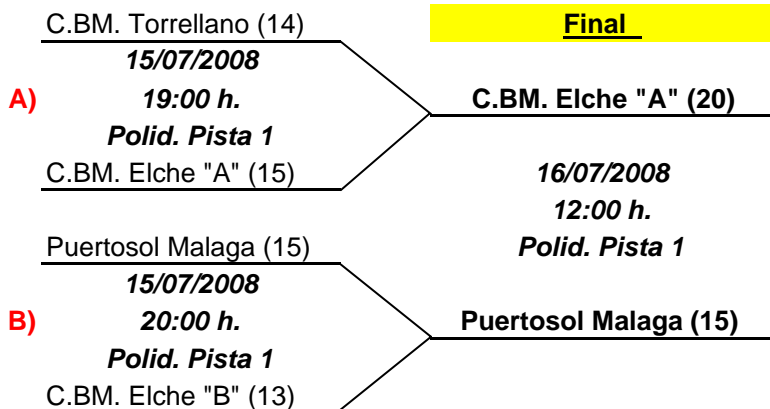 C.BM. Torrellano (14)
Final
15/07/2008
A)
19:00 h.
C.BM. Elche "A" (20)
Polid. Pista 1
C.BM. Elche "A" (15)
16/07/2008
12:00 h.
Puertosol Malaga (15)
Polid. Pista 1
15/07/2008
B)
20:00 h.
Puertosol Malaga (15)
Polid. Pista 1
C.BM. Elche "B" (13)